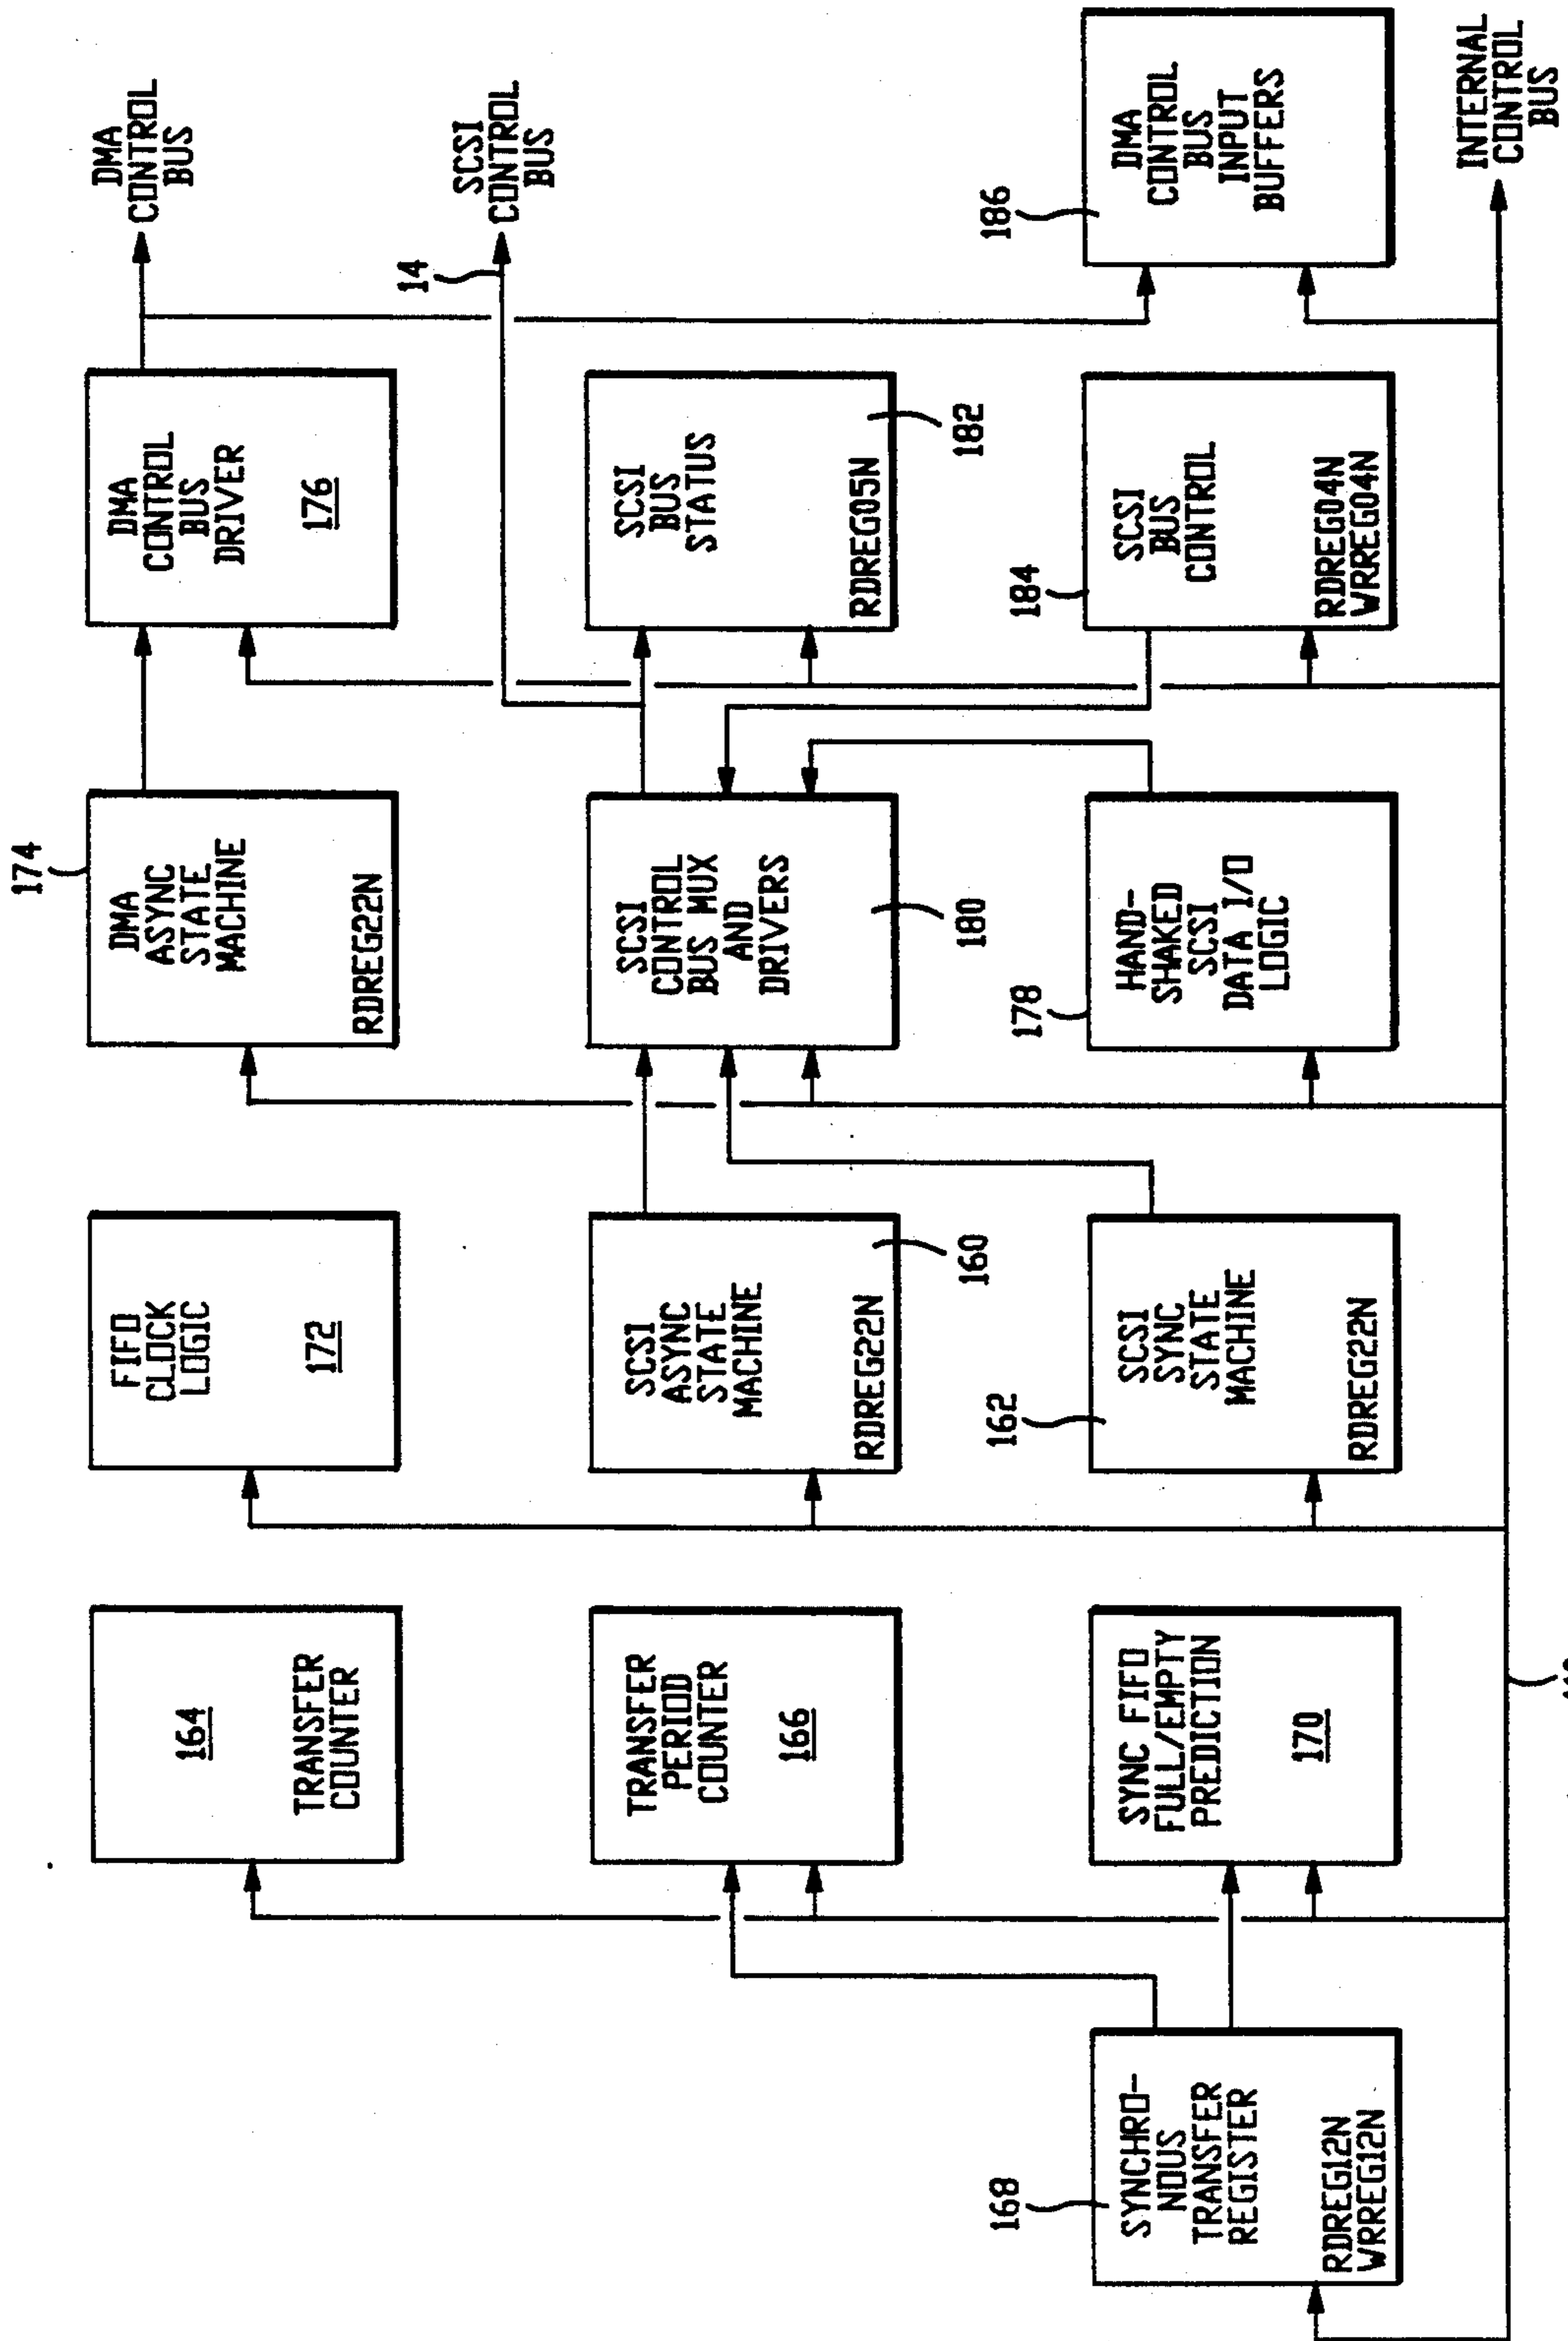 164
TRANSFER
COUNTER
FIFO
CLOCK
LOGIC
172
174
DMA
ASYNC
STATE
MACHINE
RDREG22N
DMA
CONTROL
BUS
DRIVER
176
DMA
CONTROL
BUS
TRANSFER
PERIOD
COUNTER
166
SCSI
ASYNC
STATE
MACHINE
RDREG22N
160
SCSI
CONTROL
BUS MUX
AND
DRIVERS
180
SCSI
BUS
STATUS
RDREG05N
182
14
SCSI
CONTROL
BUS
168
SYNCHRO-
NOUS
TRANSFER
REGISTER
RDREG12N
WRREG12N
SYNC FIFO
FULL/EMPTY
PREDICTION
170
162
SCSI
SYNC
STATE
MACHINE
RDREG22N
178
HAND-
SHAKED
SCSI
DATA I/O
LOGIC
184
SCSI
BUS
CONTROL
RDREG04N
WRREG04N
186
DMA
CONTROL
BUS
INPUT
BUFFERS
INTERNAL
CONTROL
BUS